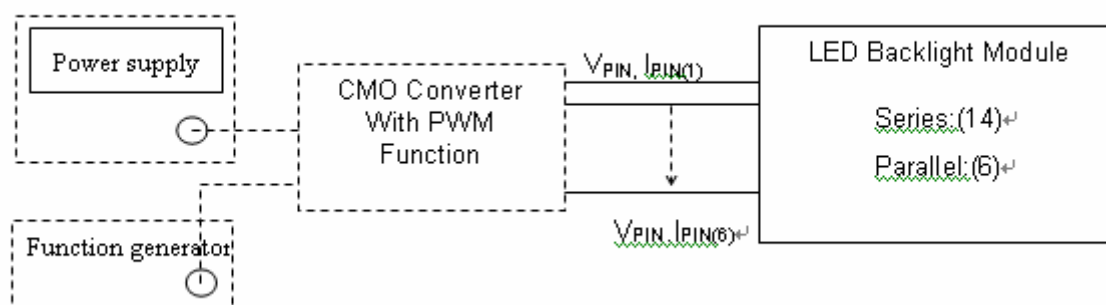 Power supply
Function generator
CMO Converter
With PWM
Function
VPIN, IPIN(1)
VPIN,IPIN(6)↵
LED Backlight Module
Series:(14)↵
Parallel:(6)↵